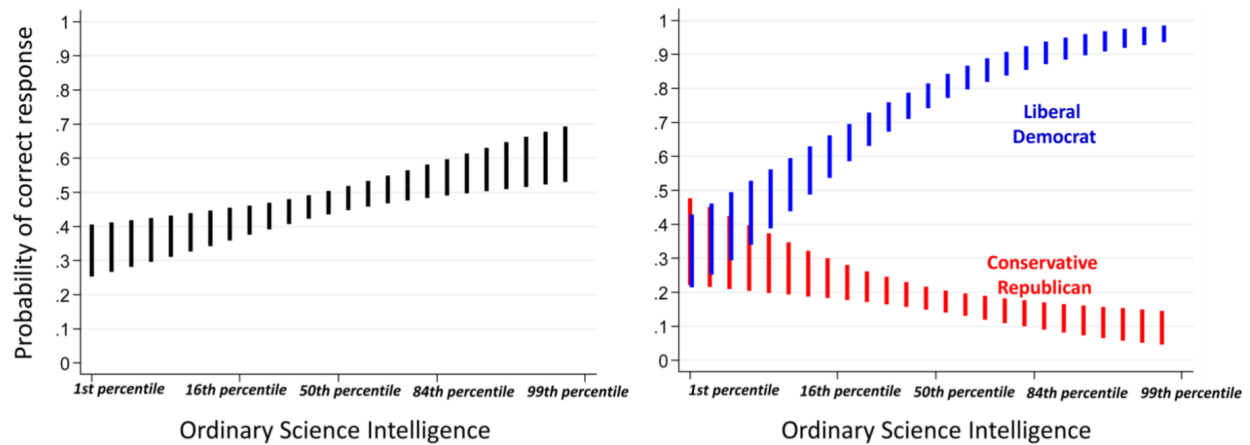 Probability of correct response
1
.9
.8
.7
.6
.5
.4
.3
.2
.1
0
1st percentile 16th percentile 50th percentile 84th percentile 99th percentile
Ordinary Science Intelligence
1
.9
.8
.7
.6
.5
.4
.3
.2
.1
0
Liberal
Democrat
Conservative
Republican
1st percentile 16th percentile 50th percentile 84th percentile 99th percentile
Ordinary Science Intelligence